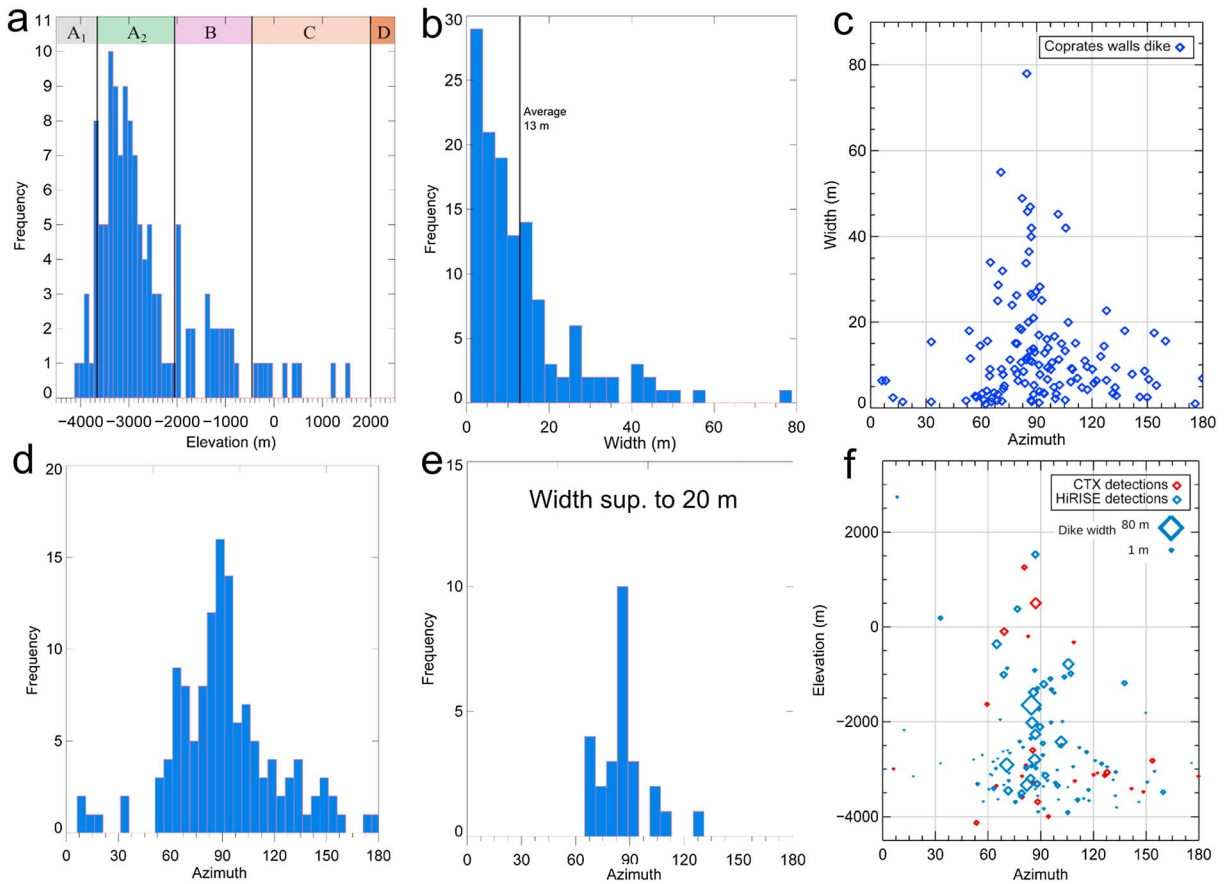 a
A1
A2
B
C
D
11
10
9
8
7
6
5
4
3
2
1
0
Frequency
−4000
−3000
−2000
−1000
0
1000
2000
Elevation (m)
b
30
25
20
15
10
5
0
Frequency
Average
13 m
0
20
40
60
80
Width (m)
c
Coprates walls dike
80
60
40
20
0
Width (m)
0
30
60
90
120
150
180
Azimuth
d
20
15
10
5
0
Frequency
0
30
60
90
120
150
180
Azimuth
e
Width sup. to 20 m
15
10
5
0
Frequency
0
30
60
90
120
150
180
Azimuth
f
CTX detections
HiRISE detections
Dike width
80 m
1 m
2000
0
−2000
−4000
Elevation (m)
0
30
60
90
120
150
180
Azimuth